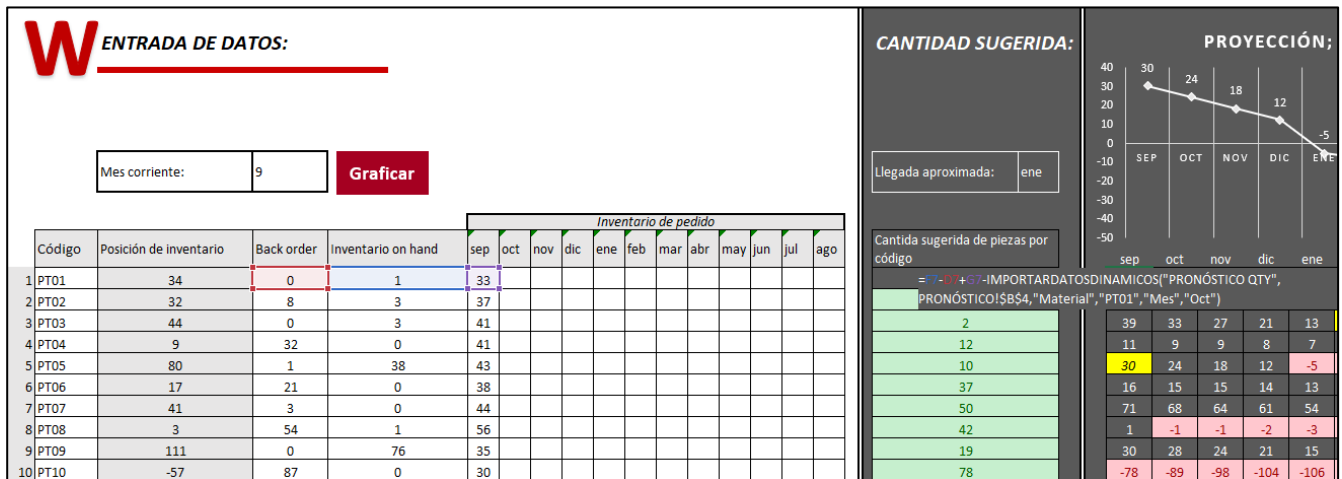 W ENTRADA DE DATOS:
CANTIDAD SUGERIDA:
PROYECCIÓN;
40
30
20
10
0
-10
-20
-30
-40
-50
30
24
18
12
-5
SEP OCT NOV DIC ENE
Mes corriente: 9
Graficar
Llegada aproximada: ene
Inventario de pedido
Código Posición de inventario Back order Inventario on hand sep oct nov dic ene feb mar abr may jun jul ago
Cantida sugerida de piezas por
código
sep oct nov dic ene
1 PT01 34 0 1 33
=F7-D7+G7-IMPORTARDATOSDINAMICOS("PRONÓSTICO QTY",
PRONÓSTICO!$B$4,"Material","PT01","Mes","Oct")
2 PT02 32 8 3 37
3 PT03 44 0 3 41 2 39 33 27 21 13
4 PT04 9 32 0 41 12 11 9 9 8 7
5 PT05 80 1 38 43 10 30 24 18 12 -5
6 PT06 17 21 0 38 37 16 15 15 14 13
7 PT07 41 3 0 44 50 71 68 64 61 54
8 PT08 3 54 1 56 42 1 -1 -1 -2 -3
9 PT09 111 0 76 35 19 30 28 24 21 15
10 PT10 -57 87 0 30 78 -78 -89 -98 -104 -106